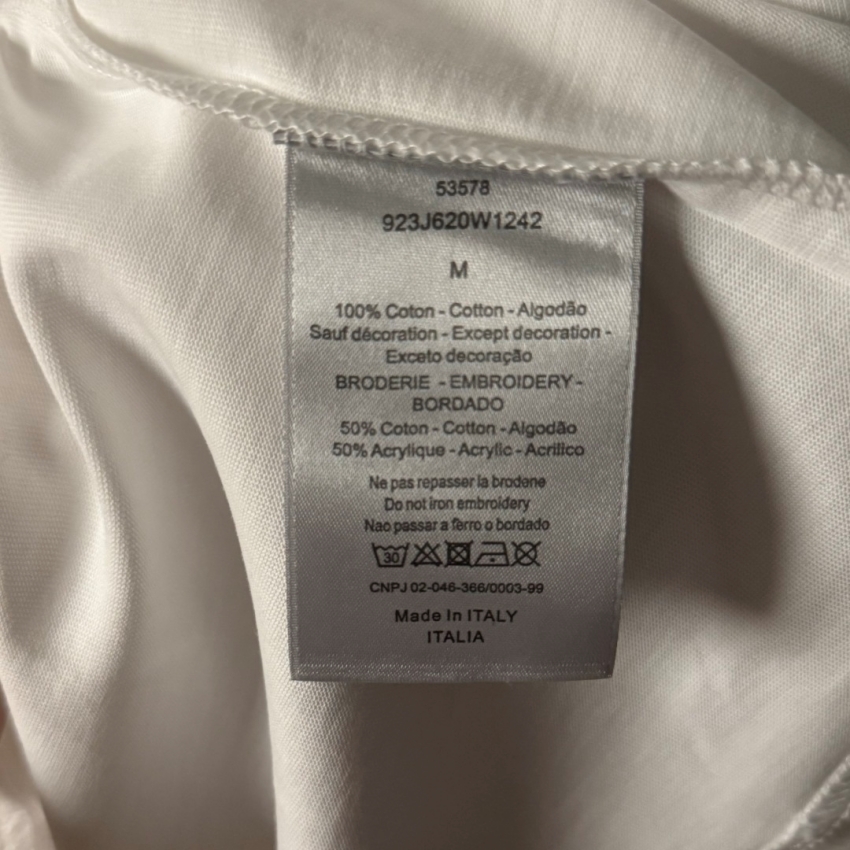 53578
923J620W1242
M
100% Coton - Cotton - Algodão
Sauf décoration - Except decoration -
Exceto decoração
BRODERIE - EMBROIDERY -
BORDADO
50% Coton - Cotton - Algodão
50% Acrylique - Acrylic - Acrilico
Ne pas repasser la brodene
Do not iron embroidery
Nao passar a ferro o bordado
30
CNPJ 02-046-366/0003-99
Made In ITALY
ITALIA